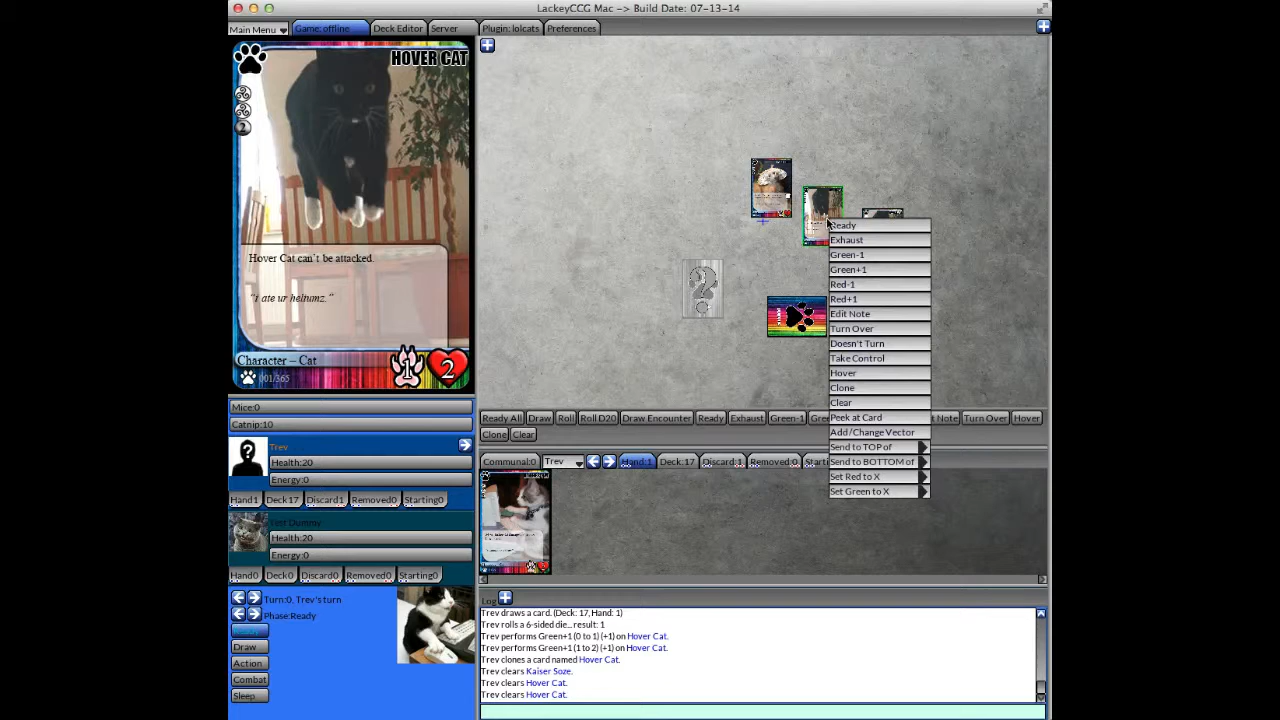 LackeyCCG Mac -> Build Date: 07-13-14
Main Menu
Game: offline
Deck Editor
Server
Plugin: lolcats
Preferences
HOVER CAT
2
Hover Cat can't be attacked.
"i ate ur heliumz."
Character – Cat
001/365
1
2
Ready
Exhaust
Green-1
Green+1
Red-1
Red+1
Edit Note
Turn Over
Doesn't Turn
Take Control
Hover
Clone
Clear
Peek at Card
Add/Change Vector
Send to TOP of
Send to BOTTOM of
Set Red to X
Set Green to X
Ready All
Draw
Roll
Roll D20
Draw Encounter
Ready
Exhaust
Green-1
Turn Over
Hover
Clone
Clear
Mice:0
Catnip:10
Trev
Health:20
Energy:0
Hand1
Deck17
Discard1
Removed0
Starting0
Test Dummy
Health:20
Energy:0
Hand0
Deck0
Discard0
Removed0
Starting0
Turn:0, Trev's turn
Phase:Ready
Draw
Action
Combat
Sleep
Communal:0
Trev
Hand:1
Deck:17
Discard:1
Removed:0
Log
Trev draws a card. (Deck: 17, Hand: 1)
Trev rolls a 6-sided die... result: 1
Trev performs Green+1 (0 to 1) (+1) on Hover Cat.
Trev performs Green+1 (1 to 2) (+1) on Hover Cat.
Trev clones a card named Hover Cat.
Trev clears Kaiser Soze.
Trev clears Hover Cat.
Trev clears Hover Cat.